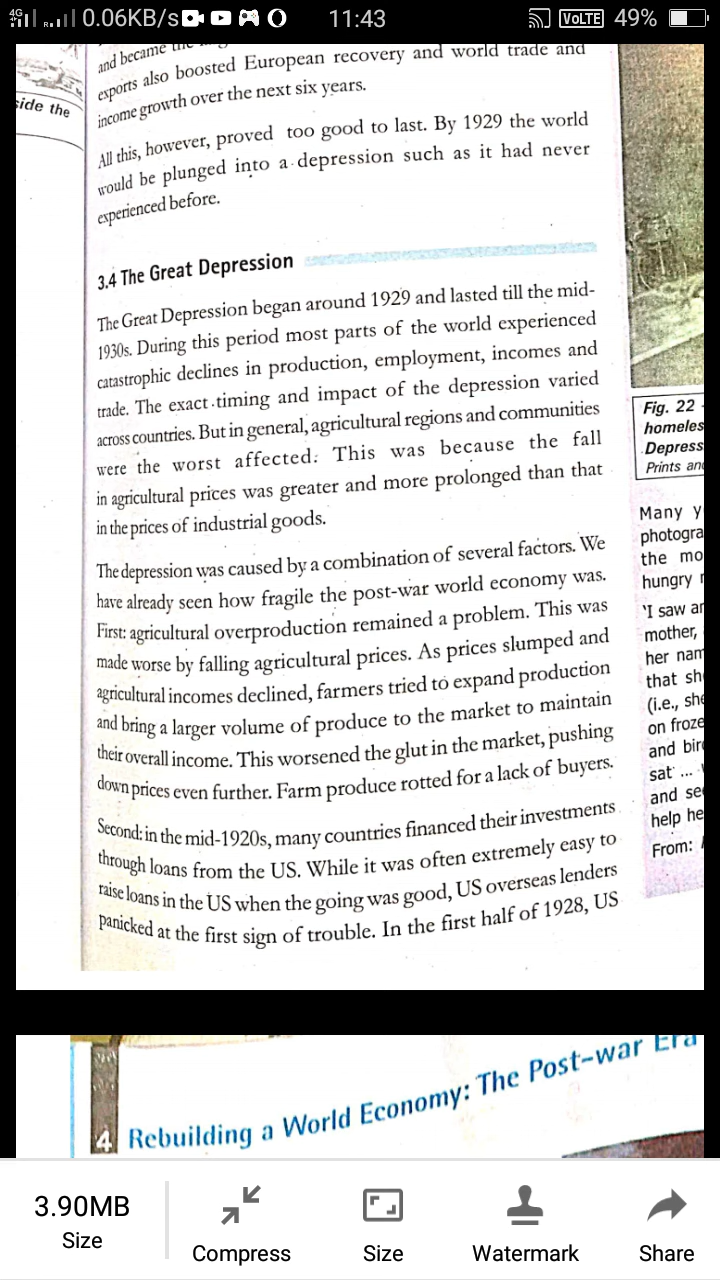 4G
R
0.06KB/s
11:43
VoLTE
49%
and became the
exports also boosted European recovery and world trade and
income growth over the next six years.
side the
All this, however, proved too good to last. By 1929 the world
would be plunged into a depression such as it had never
experienced before.
3.4 The Great Depression
The Great Depression began around 1929 and lasted till the mid-
1930s. During this period most parts of the world experienced
catastrophic declines in production, employment, incomes and
trade. The exact timing and impact of the depression varied
across countries. But in general, agricultural regions and communities
were the worst affected. This was because the fall
in agricultural prices was greater and more prolonged than that
in the prices of industrial goods.
The depression was caused by a combination of several factors. We
have already seen how fragile the post-war world economy was.
First: agricultural overproduction remained a problem. This was
made worse by falling agricultural prices. As prices slumped and
agricultural incomes declined, farmers tried to expand production
and bring a larger volume of produce to the market to maintain
their overall income. This worsened the glut in the market, pushing
down prices even further. Farm produce rotted for a lack of buyers.
Second: in the mid-1920s, many countries financed their investments
through loans from the US. While it was often extremely easy to
raise loans in the US when the going was good, US overseas lenders
panicked at the first sign of trouble. In the first half of 1928, US
Fig. 22
homeles
Depress
Prints an
Many y
photogra
the mo
hungry
'I saw an
mother,
her nam
that sh
(i.e., she
on froze
and bir
sat ...
and se
help he
From:
4 Rebuilding a World Economy: The Post-war Era
3.90MB
Size
Compress
Size
Watermark
Share